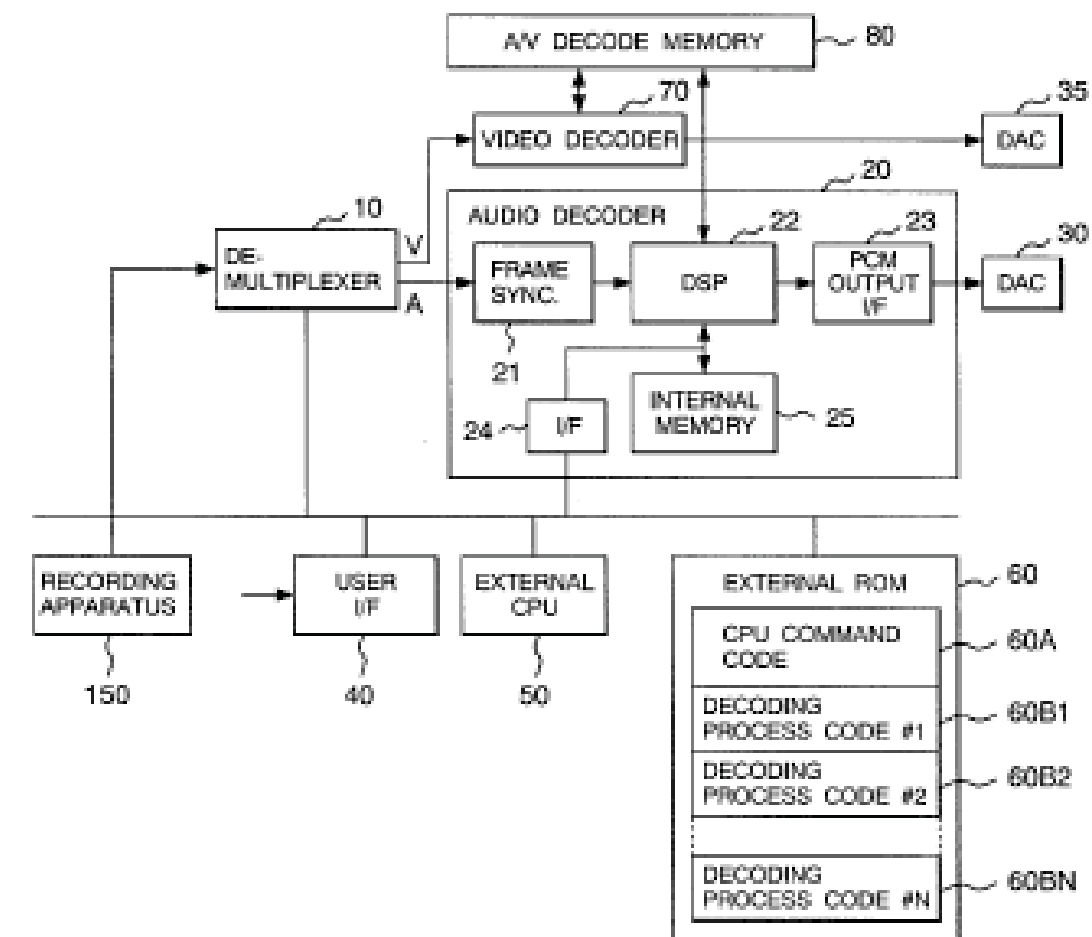 A/V DECODE MEMORY
80
70
35
VIDEO DECODER
DAC
20
10
V
AUDIO DECODER
22
23
30
DE-
MULTIPLEXER
A
FRAME
SYNC.
DSP
PCM
OUTPUT
I/F
DAC
21
24
I/F
INTERNAL
MEMORY
25
RECORDING
APPARATUS
USER
I/F
EXTERNAL
CPU
EXTERNAL ROM
60
150
40
50
CPU COMMAND
CODE
60A
DECODING
PROCESS CODE #1
60B1
DECODING
PROCESS CODE #2
60B2
DECODING
PROCESS CODE #N
60BN